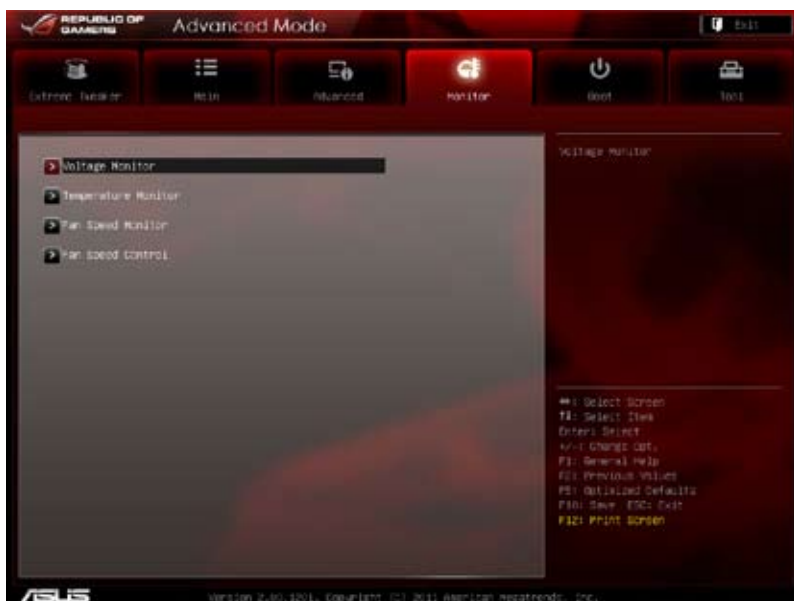 REPUBLIC OF
GAMERS
Advanced Mode
Exit
Extreme Tweaker
Main
Advanced
Monitor
Boot
Tool
> Voltage Monitor
> Temperature Monitor
> Fan Speed Monitor
> Fan Speed Control
Voltage Monitor
: Select Screen
: Select Item
Enter: Select
+/-: Change Opt.
F1: General Help
F2: Previous Values
F5: Optimized Defaults
F10: Save ESC: Exit
F12: Print Screen
ASUS
Version 2.00.1201. Copyright (C) 2011 American Megatrends, Inc.